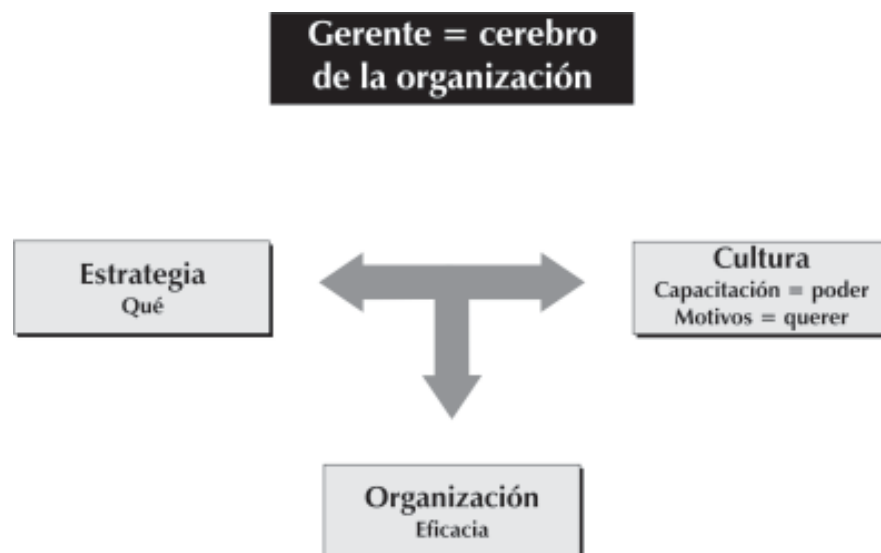 Gerente = cerebro
de la organización
Estrategia
Qué
Cultura
Capacitación = poder
Motivos = querer
Organización
Eficacia